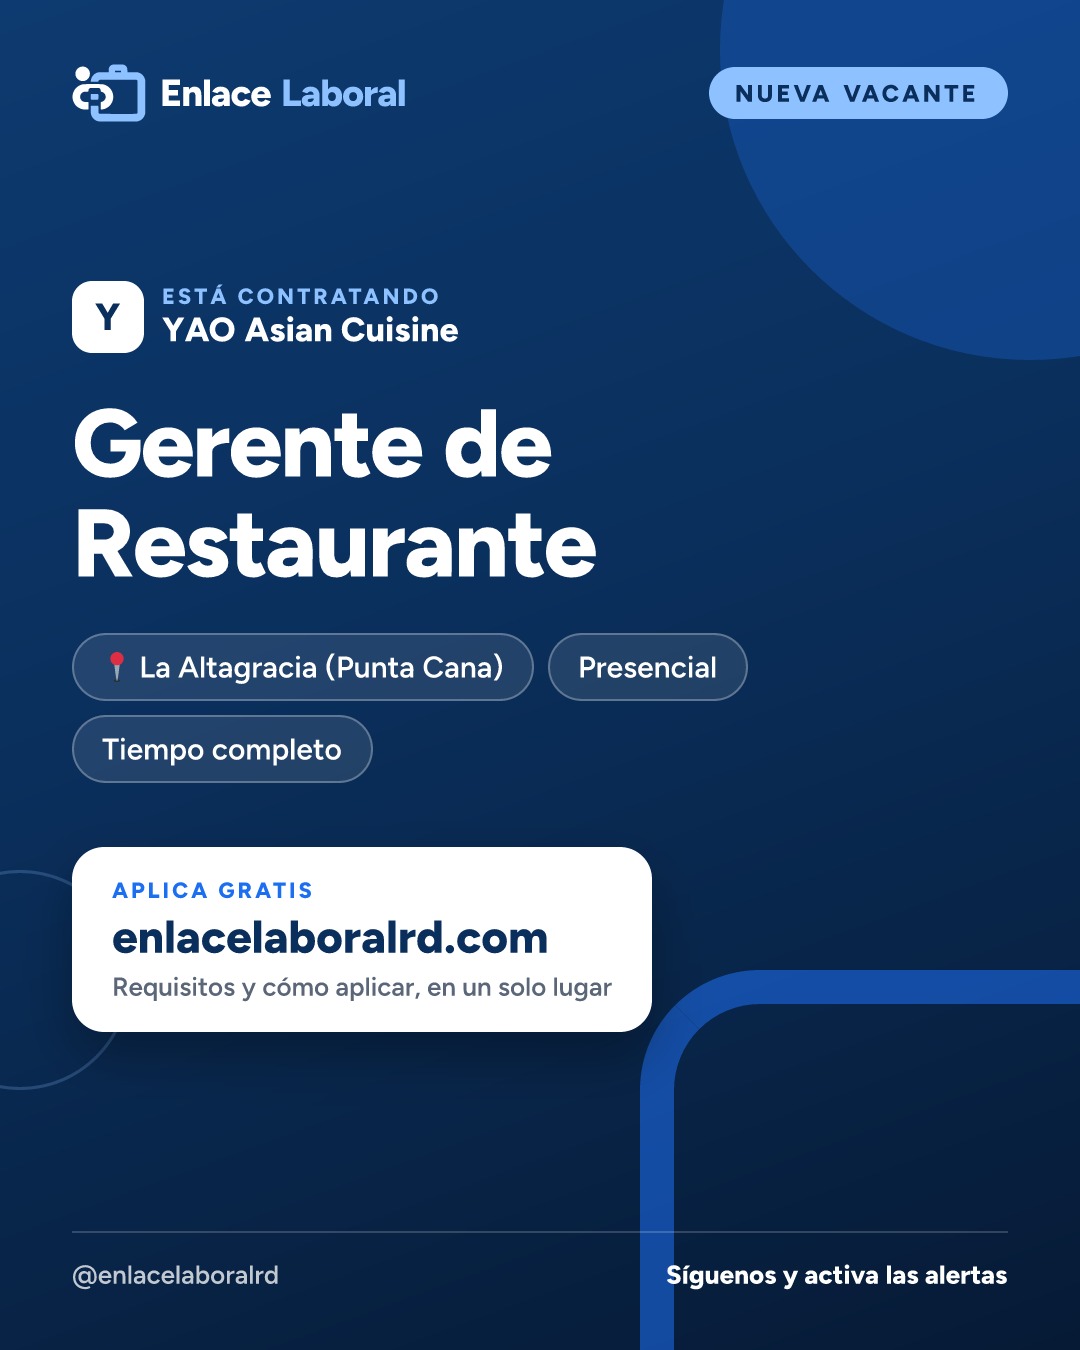 Enlace Laboral
NUEVA VACANTE
Y
ESTÁ CONTRATANDO
YAO Asian Cuisine
Gerente de
Restaurante
La Altagracia (Punta Cana)
Presencial
Tiempo completo
APLICA GRATIS
enlacelaboralrd.com
Requisitos y cómo aplicar, en un solo lugar
@enlacelaboralrd
Síguenos y activa las alertas